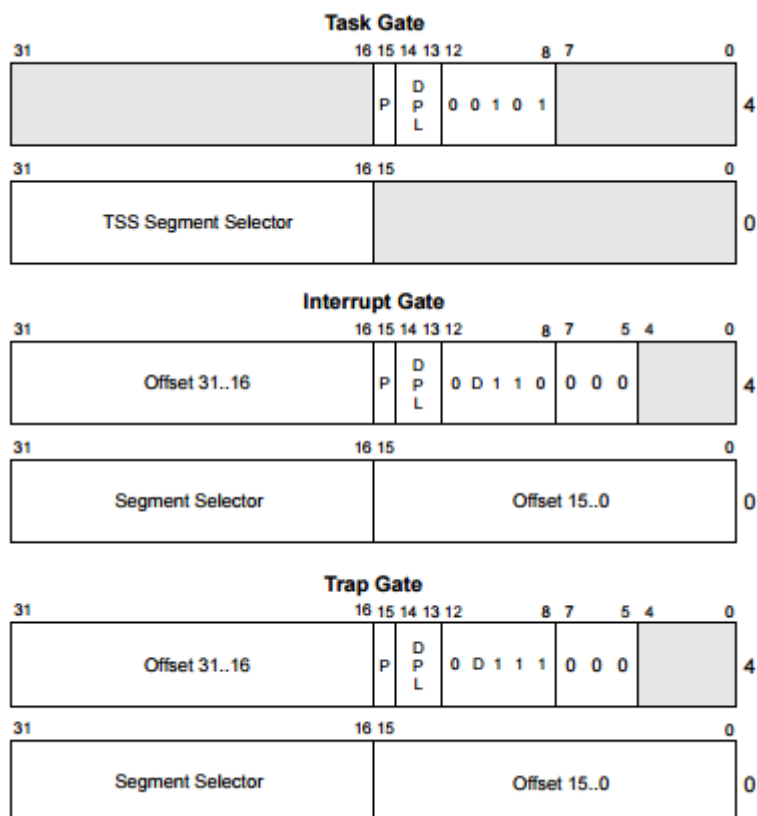 Task Gate
31 16 15 14 13 12 8 7 0
P D P L 0 0 1 0 1 4
31 16 15 0
TSS Segment Selector 0
Interrupt Gate
31 16 15 14 13 12 8 7 5 4 0
Offset 31..16 P D P L 0 D 1 1 0 0 0 0 4
31 16 15 0
Segment Selector Offset 15..0 0
Trap Gate
31 16 15 14 13 12 8 7 5 4 0
Offset 31..16 P D P L 0 D 1 1 1 0 0 0 4
31 16 15 0
Segment Selector Offset 15..0 0